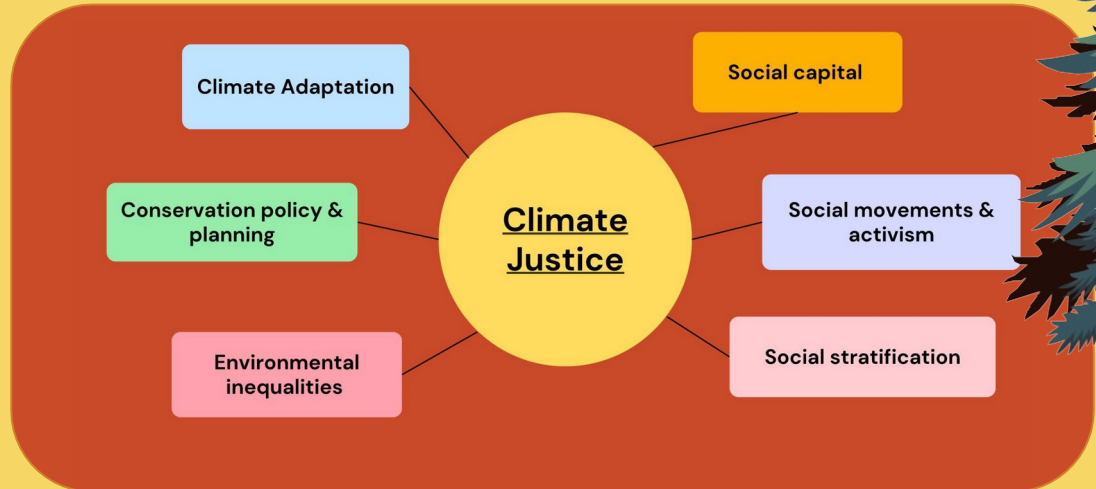 Climate Adaptation
Social capital
Conservation policy &
planning
Climate
Justice
Social movements &
activism
Environmental
inequalities
Social stratification